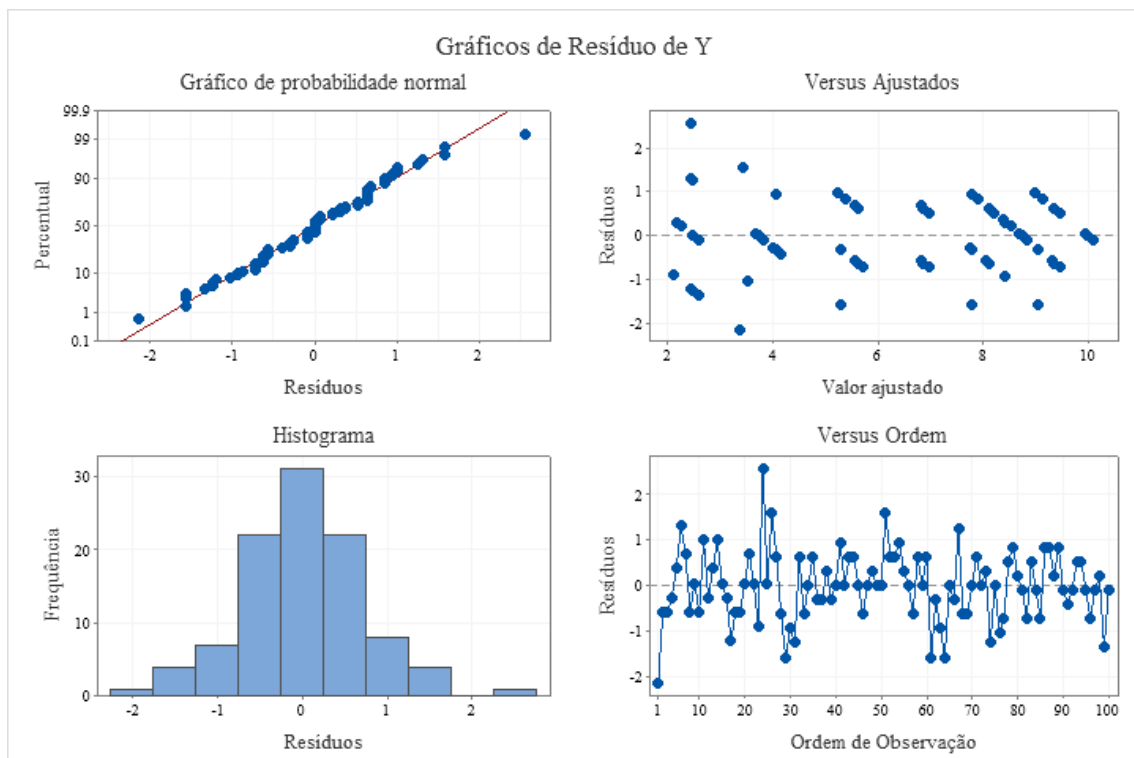 Gráficos de Resíduo de Y
Gráfico de probabilidade normal
99.9
99
90
50
10
1
0.1
Percentual
-2 -1 0 1 2
Resíduos
Versus Ajustados
2
1
0
-1
-2
Resíduos
2 4 6 8 10
Valor ajustado
Histograma
30
20
10
0
Frequência
-2 -1 0 1 2
Resíduos
Versus Ordem
2
1
0
-1
-2
Resíduos
1 10 20 30 40 50 60 70 80 90 100
Ordem de Observação